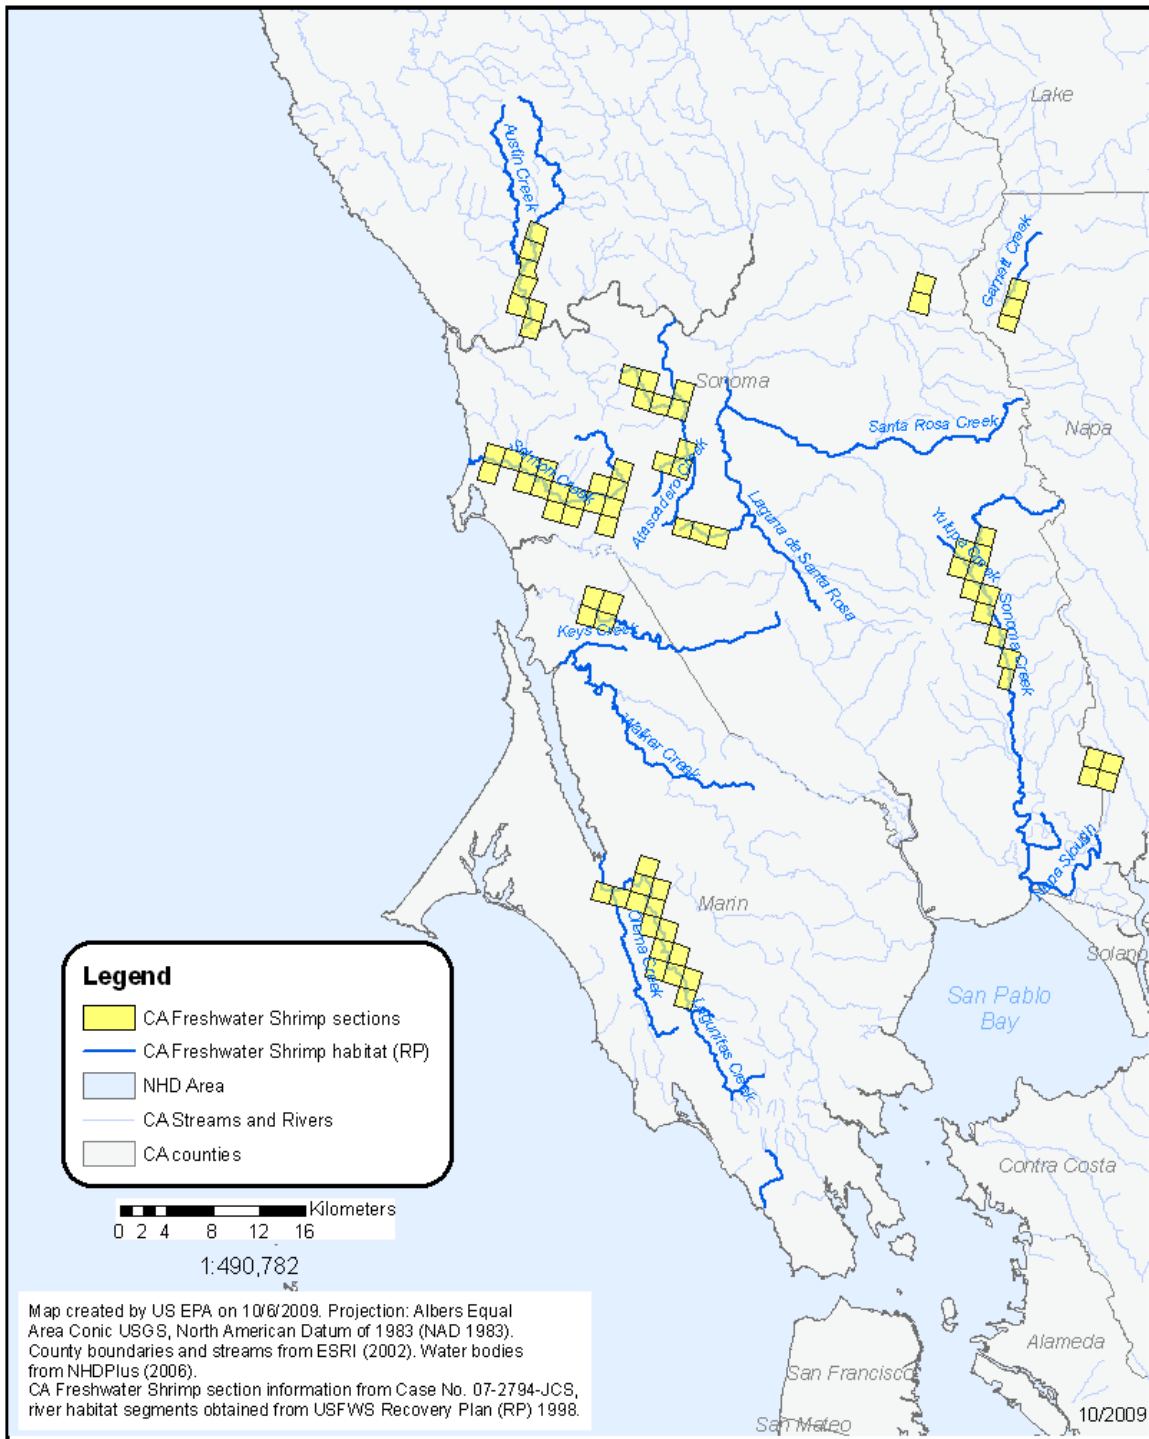 Lake
Austin Creek
Garnett Creek
Sonoma
Santa Rosa Creek
Napa
Salmon Creek
Atascadero Creek
Laguna de Santa Rosa
Yulupa Creek
Sonoma Creek
Keys Creek
Walker Creek
Napa Slough
Marin
Olema Creek
Solano
San Pablo
Bay
Lagunitas Creek
Contra Costa
Alameda
San Francisco
San Mateo
Legend
CA Freshwater Shrimp sections
CA Freshwater Shrimp habitat (RP)
NHD Area
CA Streams and Rivers
CA counties
Kilometers
0 2 4 8 12 16
1:490,782
Map created by US EPA on 10/6/2009. Projection: Albers Equal
Area Conic USGS, North American Datum of 1983 (NAD 1983).
County boundaries and streams from ESRI (2002). Water bodies
from NHDPlus (2006).
CA Freshwater Shrimp section information from Case No. 07-2794-JCS,
river habitat segments obtained from USFWS Recovery Plan (RP) 1998.
10/2009